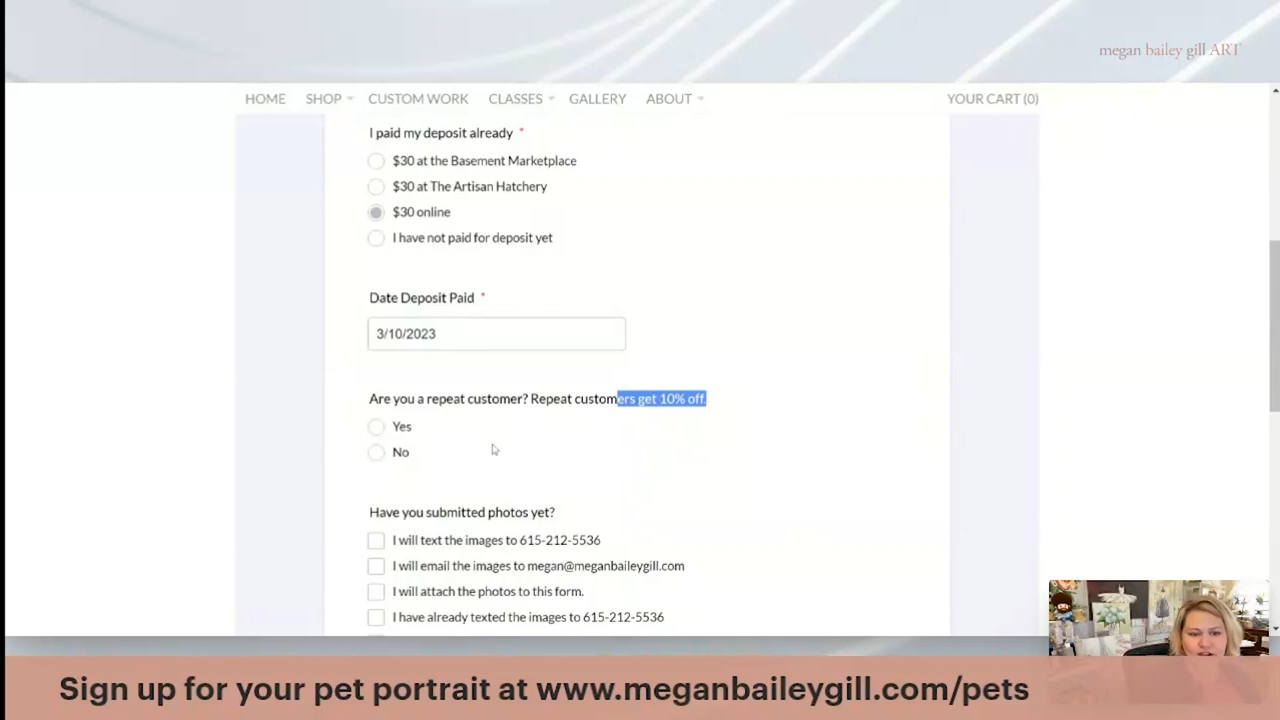 megan bailey gill ART
HOME SHOP CUSTOM WORK CLASSES GALLERY ABOUT YOUR CART (0)
I paid my deposit already *
$30 at the Basement Marketplace
$30 at The Artisan Hatchery
$30 online
I have not paid for deposit yet
Date Deposit Paid *
3/10/2023
Are you a repeat customer? Repeat customers get 10% off.
Yes
No
Have you submitted photos yet?
I will text the images to 615-212-5536
I will email the images to megan@meganbaileygill.com
I will attach the photos to this form.
I have already texted the images to 615-212-5536
Sign up for your pet portrait at www.meganbaileygill.com/pets